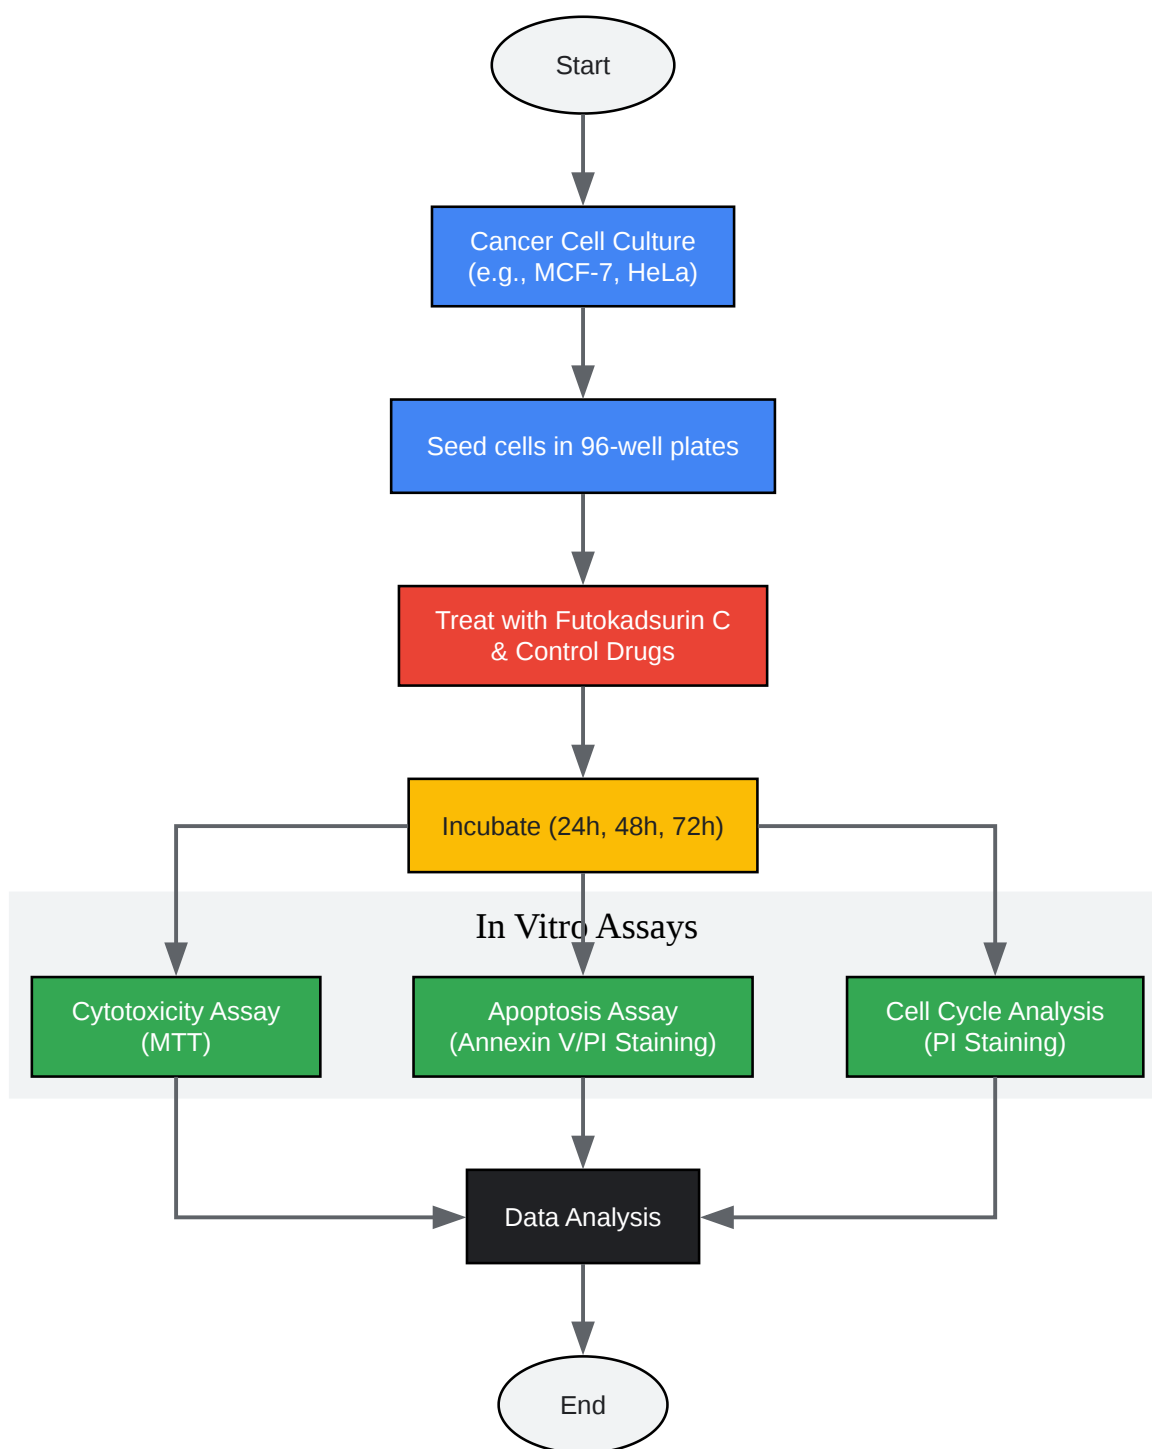 Start
Cancer Cell Culture
(e.g., MCF-7, HeLa)
Seed cells in 96-well plates
Treat with Futokadsurin C
& Control Drugs
Incubate (24h, 48h, 72h)
In Vitro Assays
Cytotoxicity Assay
(MTT)
Apoptosis Assay
(Annexin V/PI Staining)
Cell Cycle Analysis
(PI Staining)
Data Analysis
End